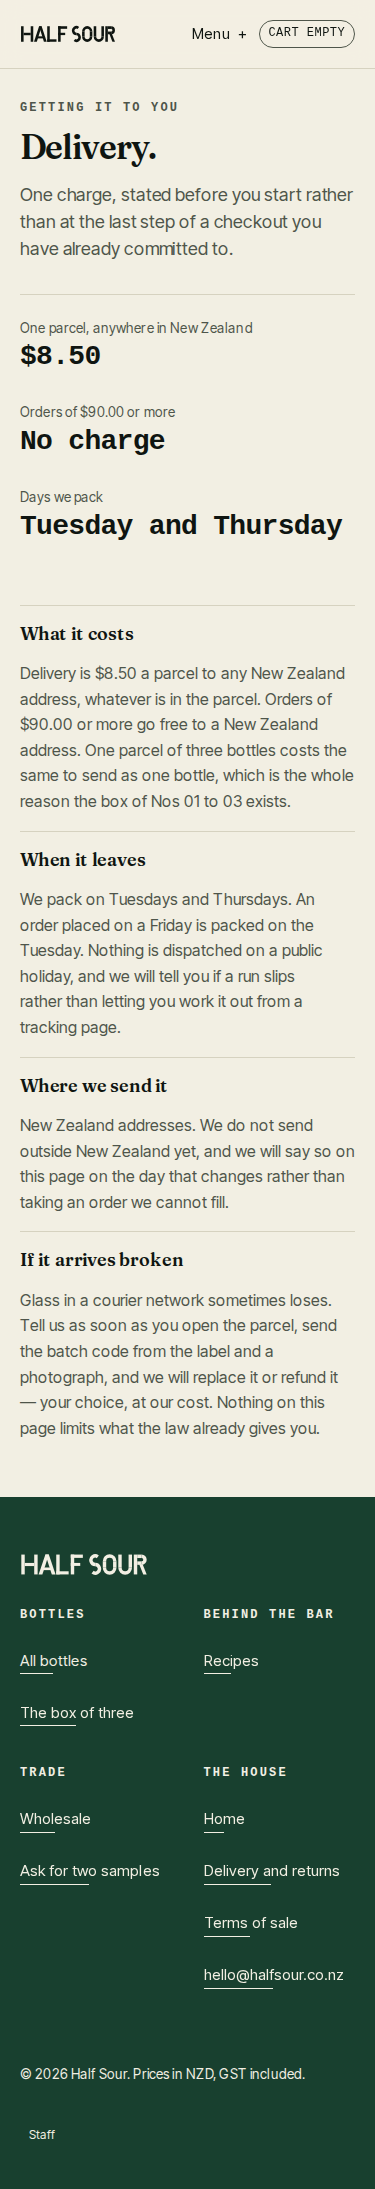 HALF SOUR
Menu +
CART EMPTY
GETTING IT TO YOU
Delivery.
One charge, stated before you start rather
than at the last step of a checkout you
have already committed to.
One parcel, anywhere in New Zealand
$8.50
Orders of $90.00 or more
No charge
Days we pack
Tuesday and Thursday
What it costs
Delivery is $8.50 a parcel to any New Zealand
address, whatever is in the parcel. Orders of
$90.00 or more go free to a New Zealand
address. One parcel of three bottles costs the
same to send as one bottle, which is the whole
reason the box of Nos 01 to 03 exists.
When it leaves
We pack on Tuesdays and Thursdays. An
order placed on a Friday is packed on the
Tuesday. Nothing is dispatched on a public
holiday, and we will tell you if a run slips
rather than letting you work it out from a
tracking page.
Where we send it
New Zealand addresses. We do not send
outside New Zealand yet, and we will say so on
this page on the day that changes rather than
taking an order we cannot fill.
If it arrives broken
Glass in a courier network sometimes loses.
Tell us as soon as you open the parcel, send
the batch code from the label and a
photograph, and we will replace it or refund it
— your choice, at our cost. Nothing on this
page limits what the law already gives you.
HALF SOUR
BOTTLES
All bottles
The box of three
BEHIND THE BAR
Recipes
TRADE
Wholesale
Ask for two samples
THE HOUSE
Home
Delivery and returns
Terms of sale
hello@halfsour.co.nz
© 2026 Half Sour. Prices in NZD, GST included.
Staff